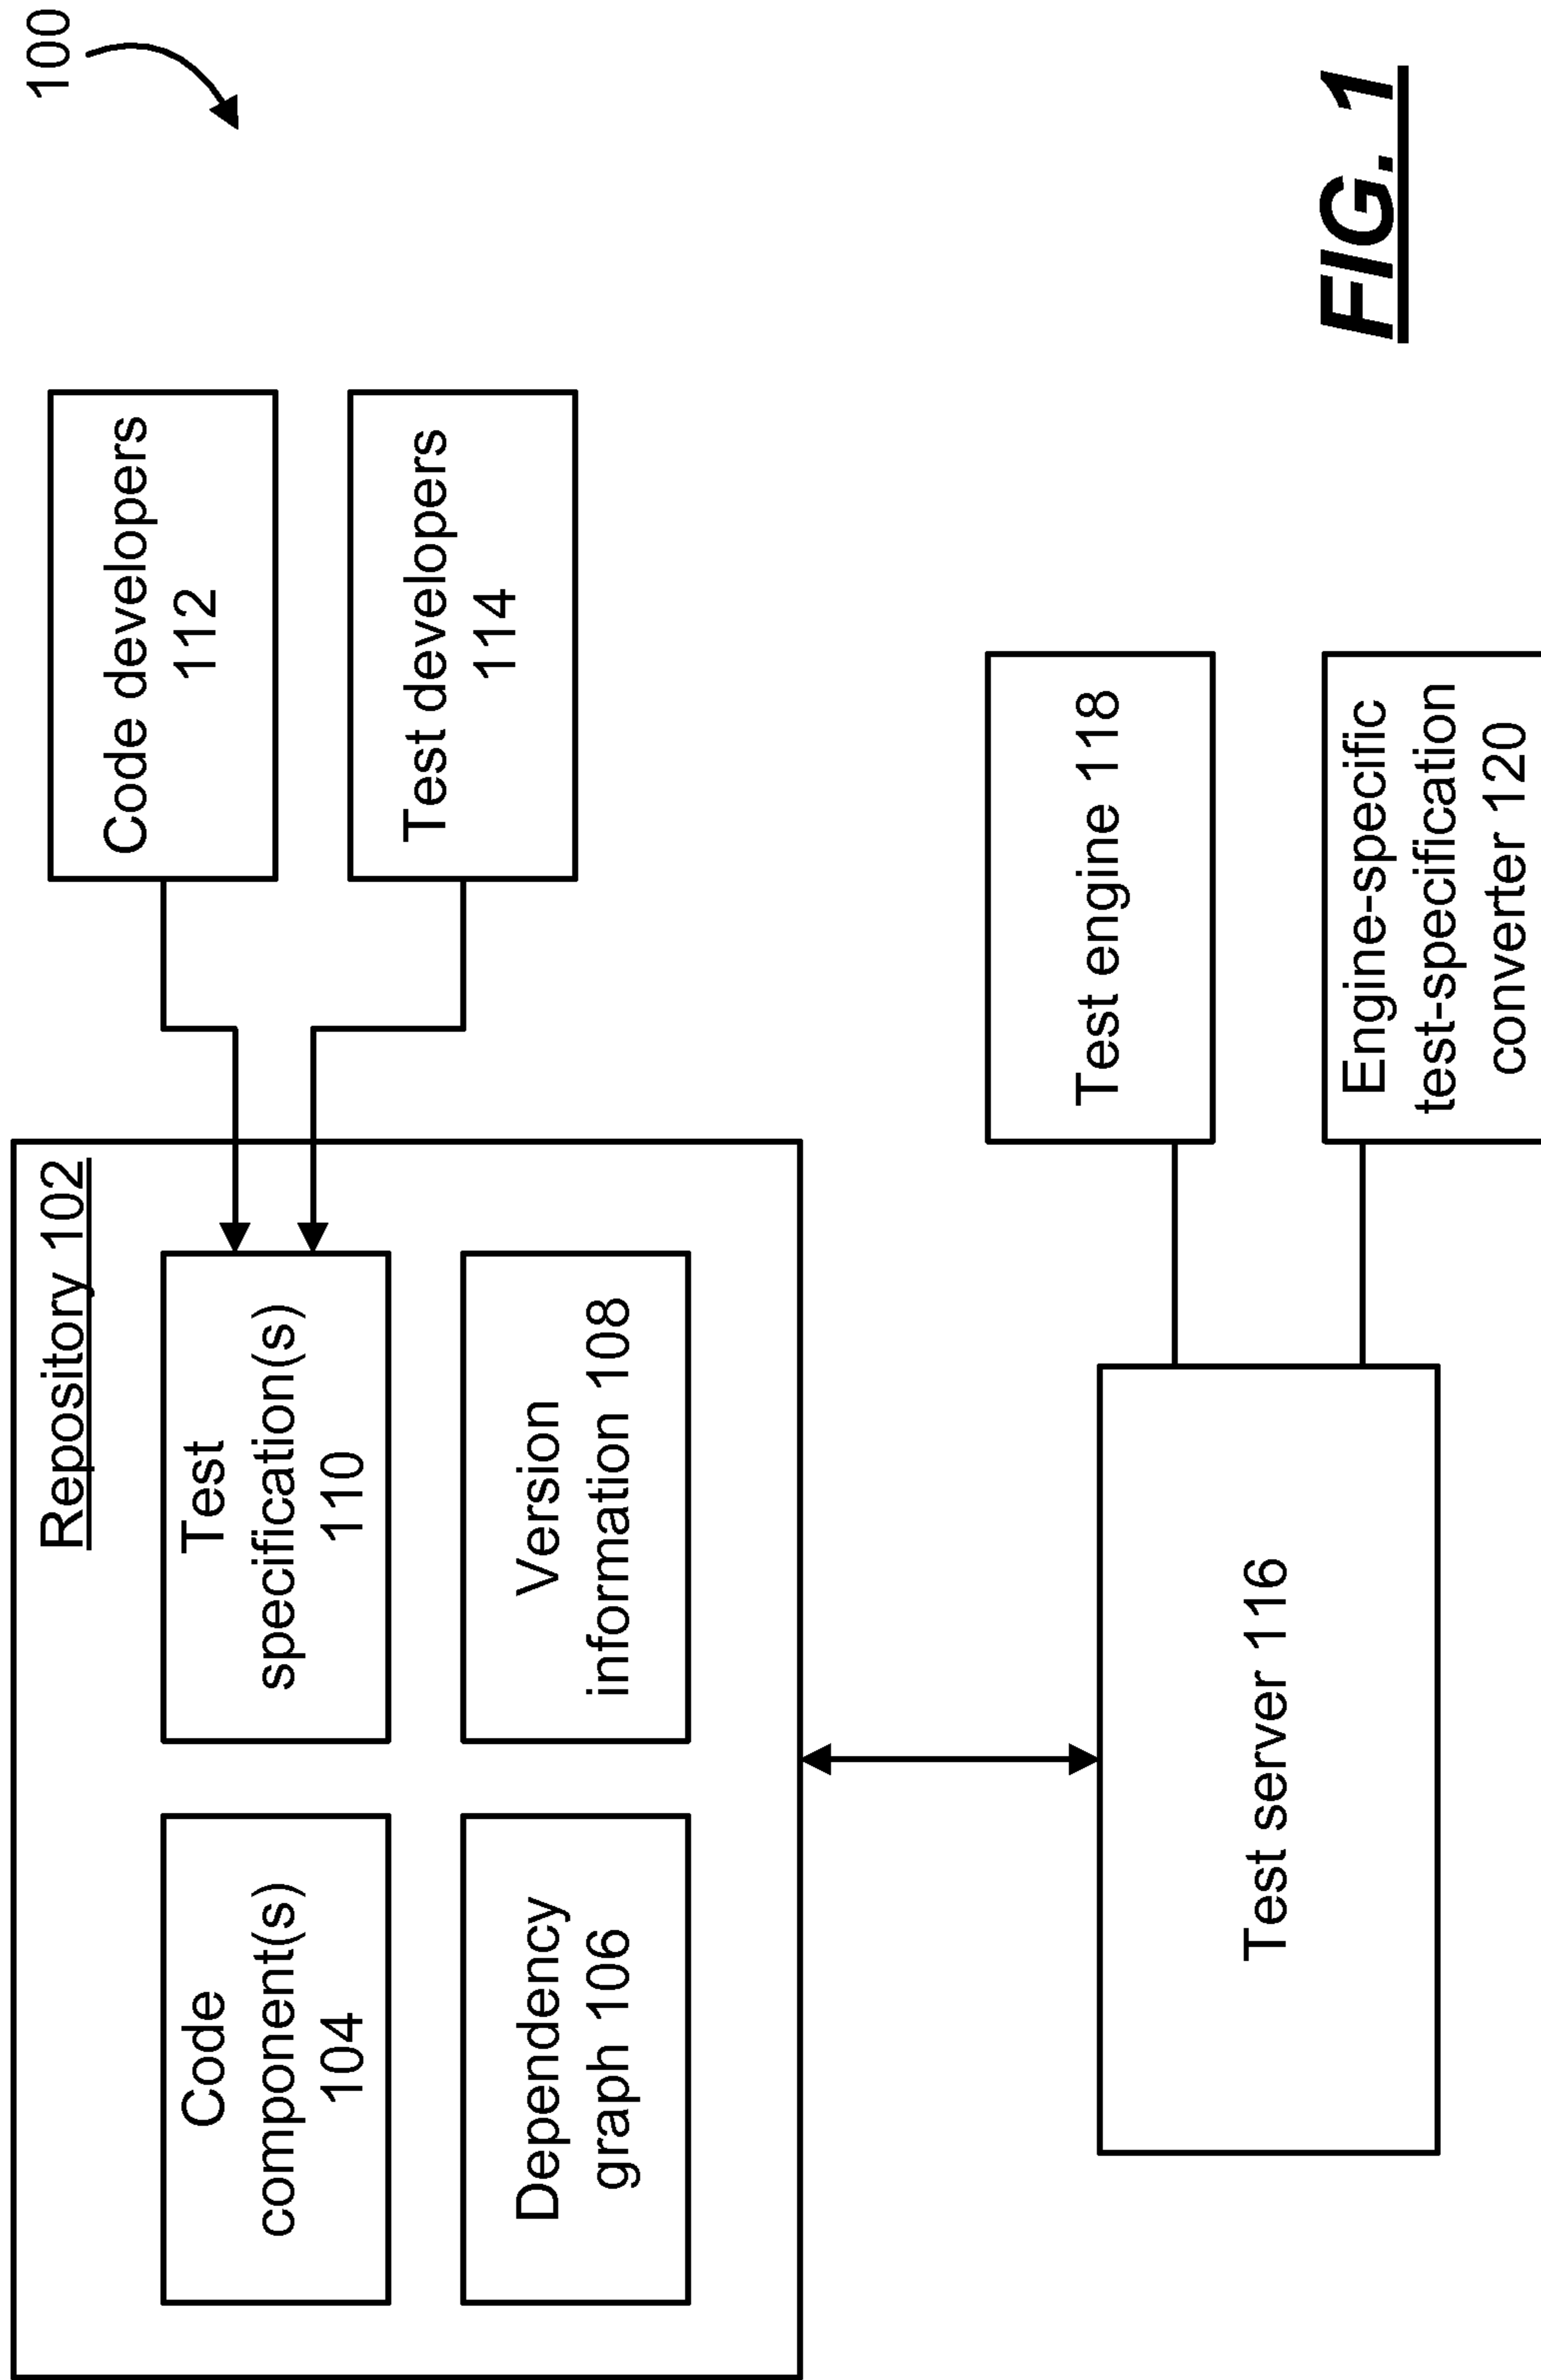 100
Repository 102
Code
component(s)
104
Test
specification(s)
110
Dependency
graph 106
Version
information 108
Code developers
112
Test developers
114
Test server 116
Test engine 118
Engine-specific
test-specification
converter 120
FIG. 1